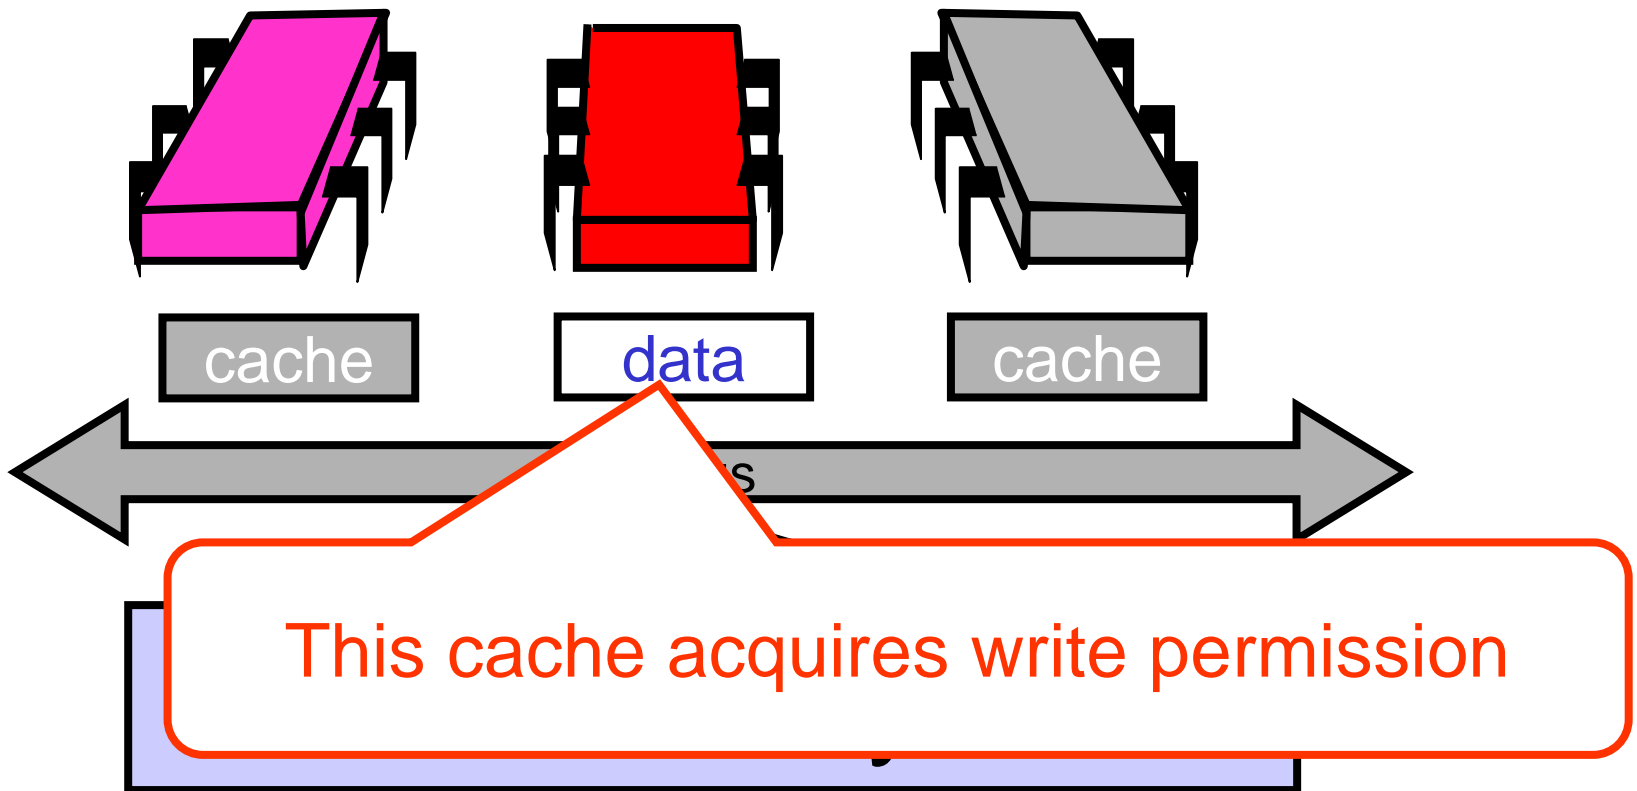 cache data cache
This cache acquires write permission